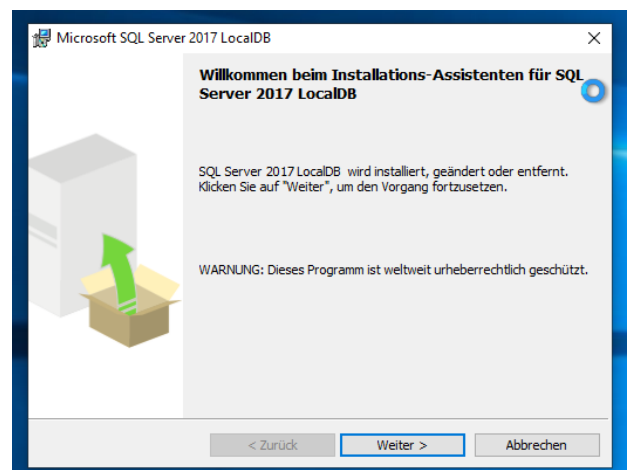 Microsoft SQL Server 2017 LocalDB
Willkommen beim Installations-Assistenten für SQL
Server 2017 LocalDB
SQL Server 2017 LocalDB wird installiert, geändert oder entfernt.
Klicken Sie auf "Weiter", um den Vorgang fortzusetzen.
WARNUNG: Dieses Programm ist weltweit urheberrechtlich geschützt.
< Zurück
Weiter >
Abbrechen